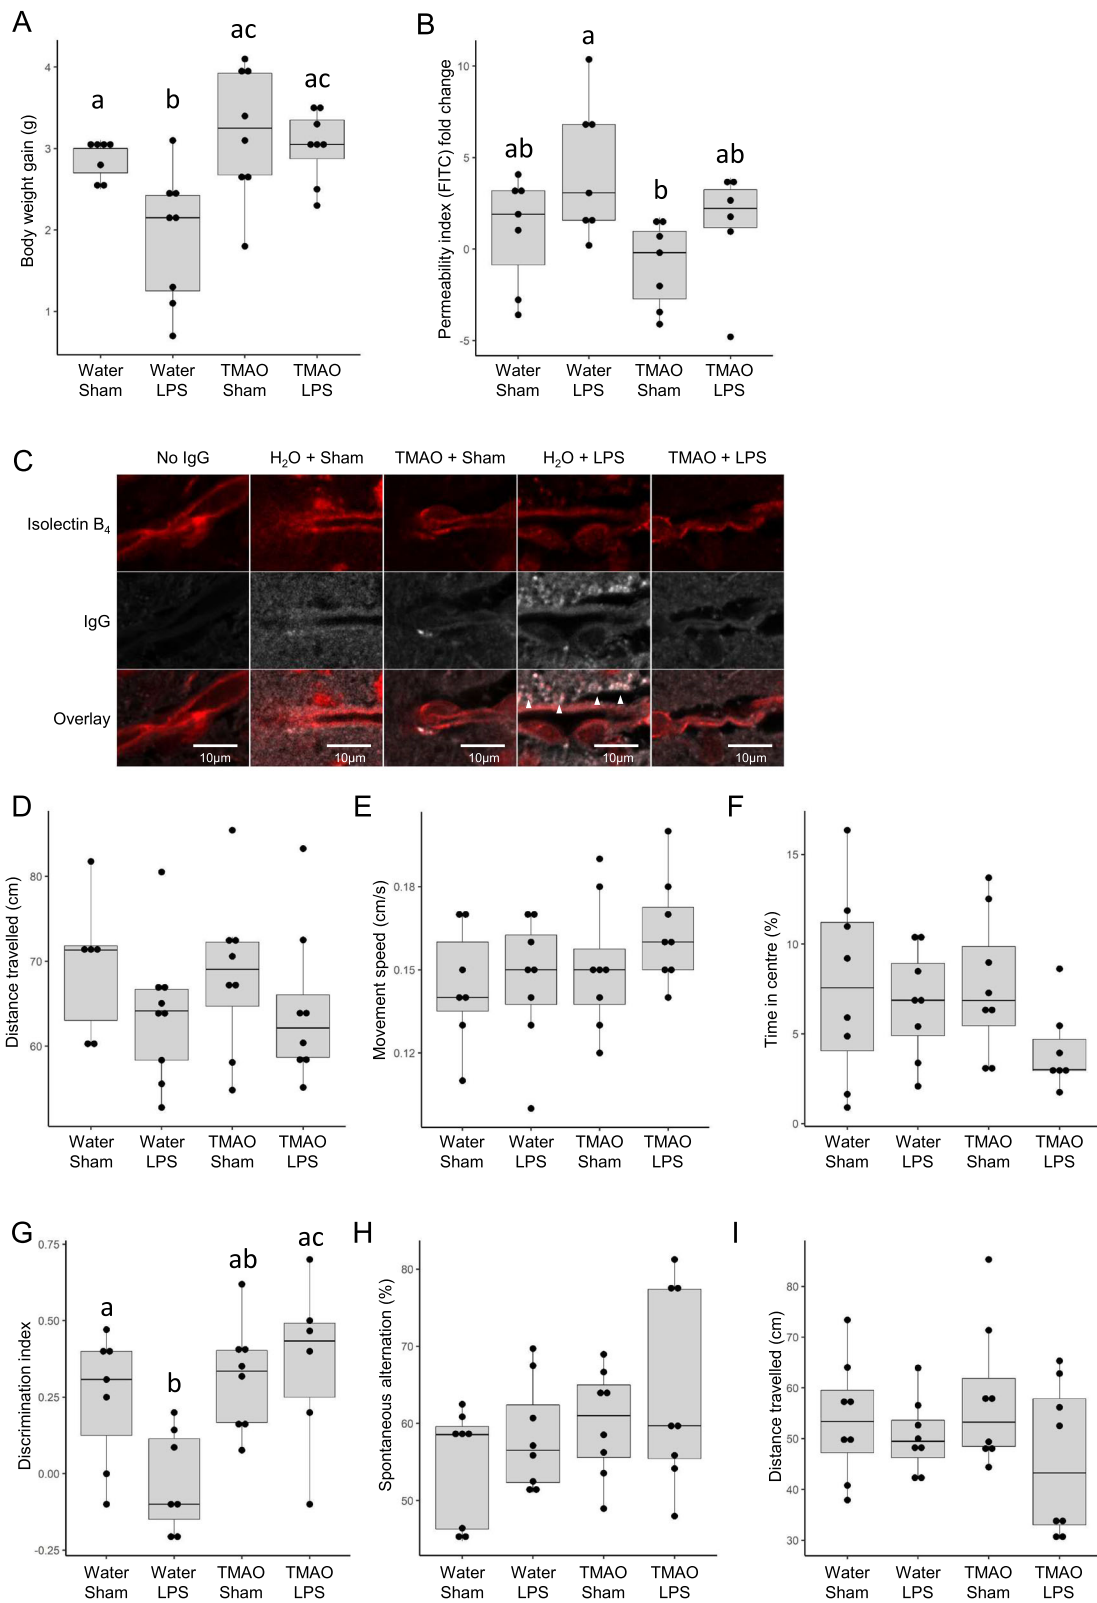 A
B
Body weight gain (g)
4
3
2
1
a
b
ac
ac
Water Sham
Water LPS
TMAO Sham
TMAO LPS
Permeability index (FITC) fold change
10
5
0
-5
ab
a
b
ab
Water Sham
Water LPS
TMAO Sham
TMAO LPS
C
No IgG
H₂O + Sham
TMAO + Sham
H₂O + LPS
TMAO + LPS
Isolectin B₄
IgG
Overlay
10μm
10μm
10μm
10μm
10μm
D
Distance travelled (cm)
80
70
60
Water Sham
Water LPS
TMAO Sham
TMAO LPS
E
Movement speed (cm/s)
0.18
0.15
0.12
Water Sham
Water LPS
TMAO Sham
TMAO LPS
F
Time in centre (%)
15
10
5
0
Water Sham
Water LPS
TMAO Sham
TMAO LPS
G
Discrimination index
0.75
0.50
0.25
0.00
-0.25
a
b
ab
ac
Water Sham
Water LPS
TMAO Sham
TMAO LPS
H
Spontaneous alternation (%)
80
70
60
50
Water Sham
Water LPS
TMAO Sham
TMAO LPS
I
Distance travelled (cm)
80
60
50
40
30
Water Sham
Water LPS
TMAO Sham
TMAO LPS